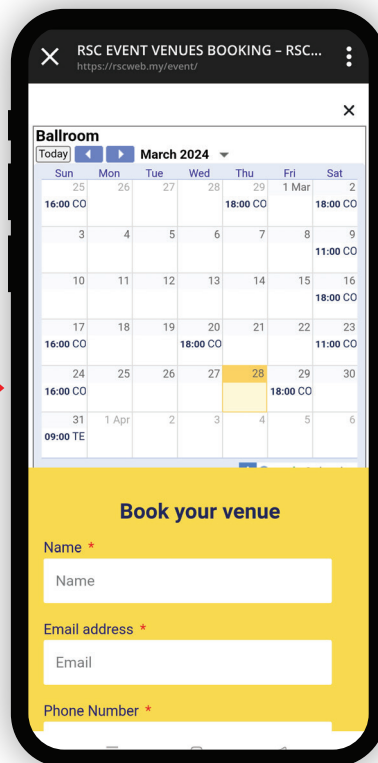 RSC EVENT VENUES BOOKING – RSC...
https://rscweb.my/event/
Ballroom
Today March 2024
Sun Mon Tue Wed Thu Fri Sat
25 26 27 28 29 1 Mar 2
16:00 CO 18:00 CO 18:00 CO
3 4 5 6 7 8 9
11:00 CO
10 11 12 13 14 15 16
18:00 CO
17 18 19 20 21 22 23
16:00 CO 18:00 CO 11:00 CO
24 25 26 27 28 29 30
16:00 CO 18:00 CO
31 1 Apr 2 3 4 5 6
09:00 TE
Book your venue
Name *
Name
Email address *
Email
Phone Number *